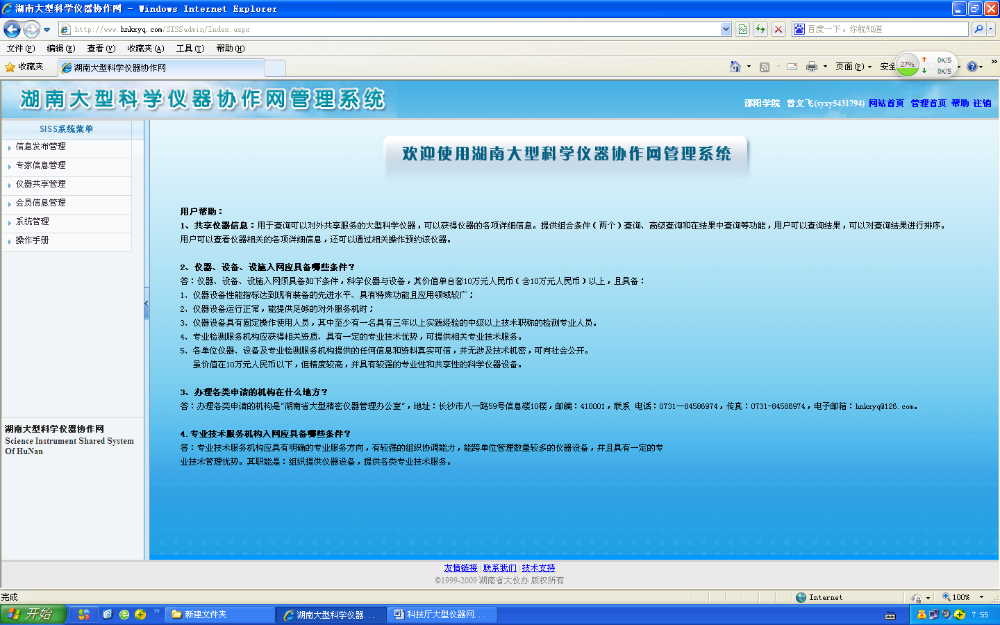 湖南大型科学仪器协作网 - Windows Internet Explorer
http://www.hnkxyq.com/SISSadmin/Index.aspx
百度一下，你就知道
文件(F) 编辑(E) 查看(V) 收藏夹(A) 工具(T) 帮助(H)
收藏夹 湖南大型科学仪器协作网
页面(P) 安全
27%
0K/S
0K/S
湖南大型科学仪器协作网管理系统
邵阳学院 曾文飞(syxy5431794) 网站首页 管理首页 帮助 注销
SISS系统菜单
信息发布管理
专家信息管理
仪器共享管理
会员信息管理
系统管理
操作手册
湖南大型科学仪器协作网
Science Instrument Shared System
Of HuNan
欢迎使用湖南大型科学仪器协作网管理系统
用户帮助：
1、共享仪器信息：用于查询可以对外共享服务的大型科学仪器，可以获得仪器的各项详细信息。提供组合条件（两个）查询、高级查询和在结果中查询等功能，用户可以查询结果，可以对查询结果进行排序。
用户可以查看仪器相关的各项详细信息，还可以通过相关操作预约该仪器。
2、仪器、设备、设施入网应具备哪些条件？
答：仪器、设备、设施入网须具备如下条件，科学仪器与设备，其价值单台套10万元人民币（含10万元人民币）以上，且具备：
1、仪器设备性能指标达到现有装备的先进水平、具有特殊功能且应用领域较广；
2、仪器设备运行正常，能提供足够的对外服务机时；
3、仪器设备具有固定操作使用人员，其中至少有一名具有三年以上实践经验的中级以上技术职称的检测专业人员。
4、专业检测服务机构应获得相关资质、具有一定的专业技术优势，可提供相关专业技术服务。
5、各单位仪器、设备及专业检测服务机构提供的任何信息和资料真实可信，并无涉及技术机密，可向社会公开。
虽价值在10万元人民币以下，但精度较高，并具有较强的专业性和共享性的科学仪器设备。
3、办理各类申请的机构在什么地方？
答：办理各类申请的机构是“湖南省大型精密仪器管理办公室”，地址：长沙市八一路59号信息楼10楼，邮编：410001，联系 电话：0731—84586974，传真：0731-84586974，电子邮箱：hnkxyq@126.com。
4.专业技术服务机构入网应具备哪些条件？
答：专业技术服务机构应具有明确的专业服务方向，有较强的组织协调能力，能跨单位管理数量较多的仪器设备，并且具有一定的专
业技术管理优势。其职能是：组织提供仪器设备，提供各类专业技术服务。
友情链接 | 联系我们 | 技术支持
©1999-2009 湖南省大仪办 版权所有
完成 Internet 100%
开始 新建文件夹 湖南大型科学仪器... 科技厅大型仪器网... 7:55